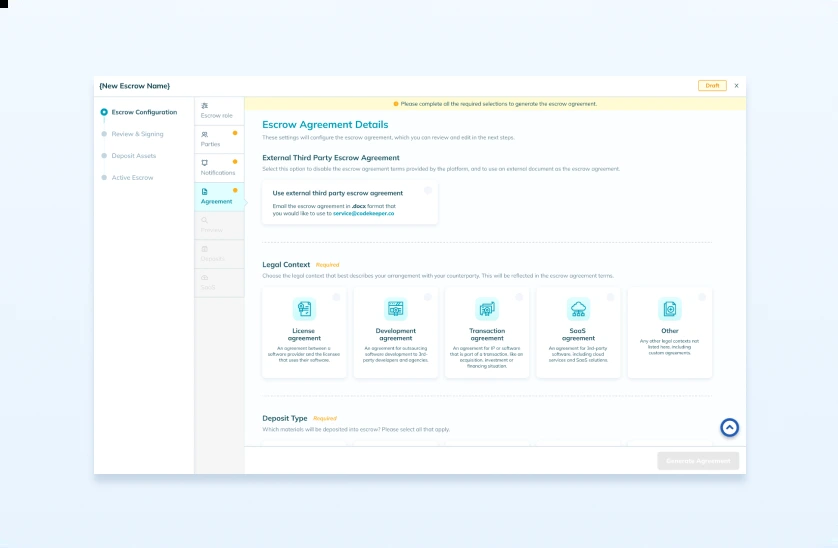 {New Escrow Name}
Draft
Escrow Configuration
Review & Signing
Deposit Assets
Active Escrow
Escrow role
Parties
Notifications
Agreement
Please complete all the required selections to generate the escrow agreement.
Escrow Agreement Details
These settings will configure the escrow agreement, which you can review and edit in the next steps.
External Third Party Escrow Agreement
Select this option to disable the escrow agreement terms provided by the platform, and to use an external document as the escrow agreement.
Use external third party escrow agreement
Email the escrow agreement in .docx format that
you would like to use to service@codekeeper.co
Legal Context Required
Choose the legal context that best describes your arrangement with your counterparty. This will be reflected in the escrow agreement terms.
License
agreement
An agreement between a
software provider and the licensee
that uses their software.
Development
agreement
An agreement for outsourcing
software development to 3rd-
party developers and agencies.
Transaction
agreement
An agreement for IP or software
that is part of a transaction, like an
acquisition, investment or
financing situation.
SaaS
agreement
An agreement for 3rd-party
software, including cloud
services and SaaS solutions.
Other
Any other legal contexts not
listed here, including
custom agreements.
Deposit Type Required
Which materials will be deposited into escrow? Please select all that apply.
Generate Agreement